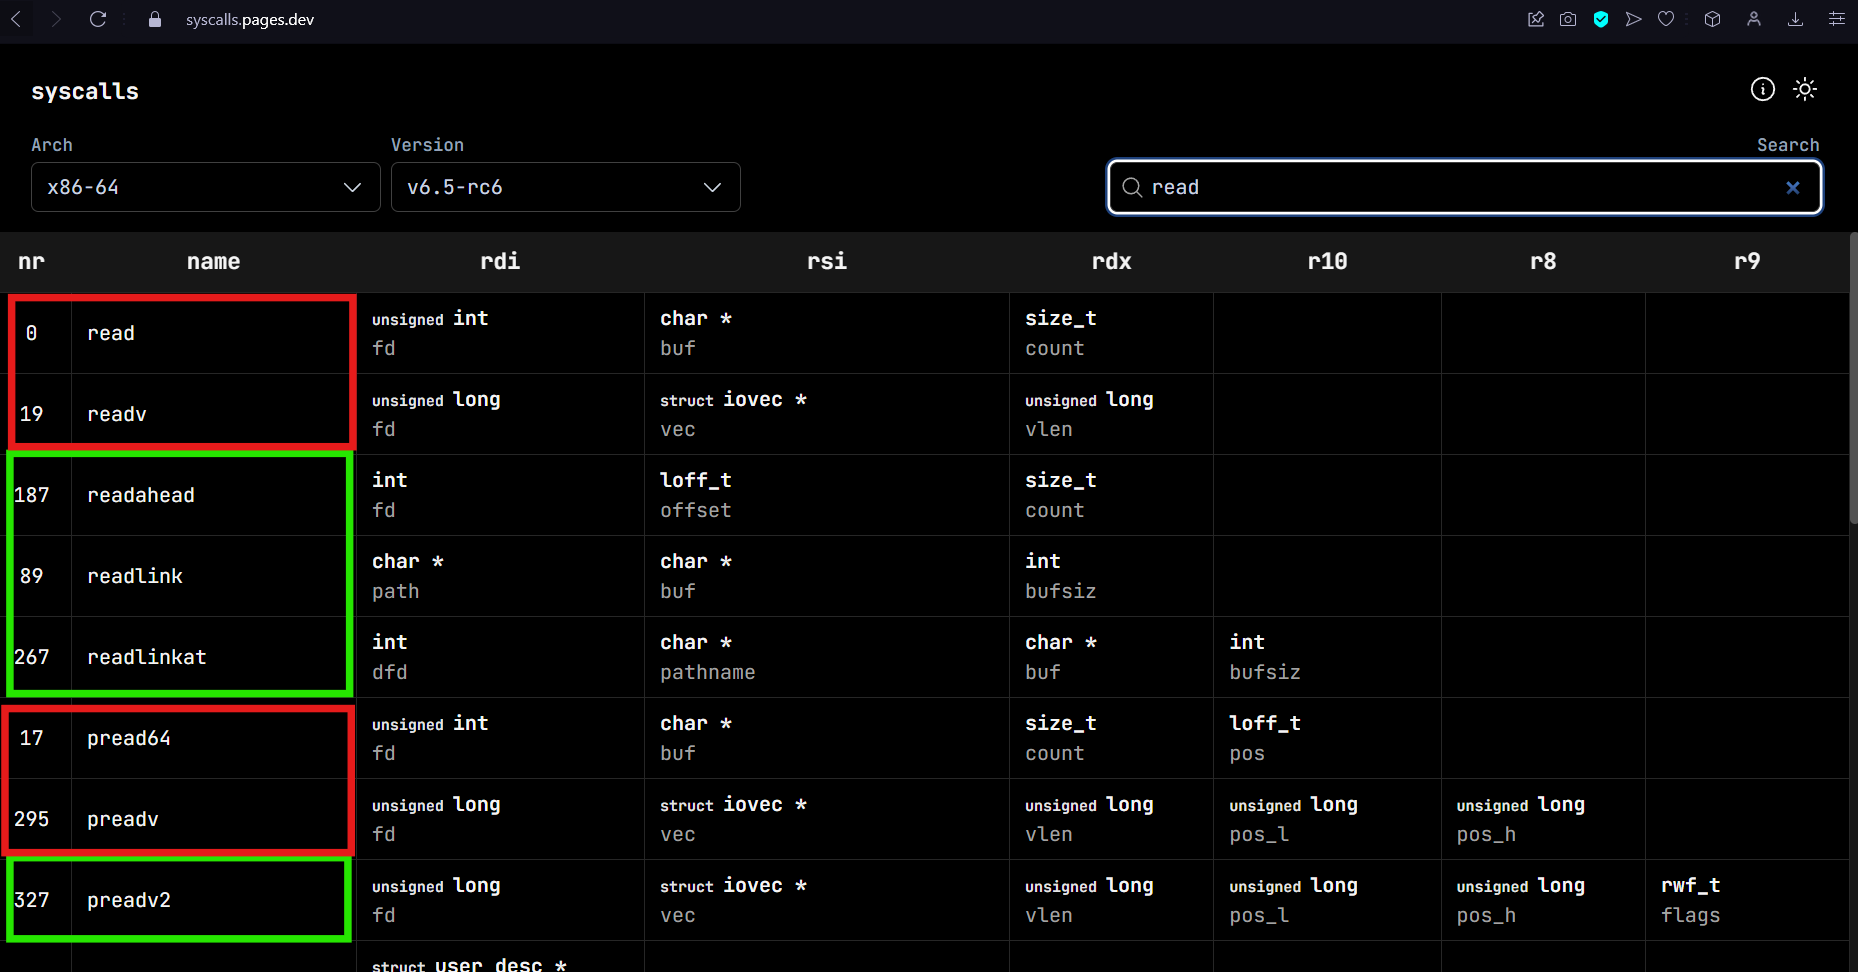 syscalls.pages.dev
syscalls
Arch Version Search
x86-64 v6.5-rc6 read
nr name rdi rsi rdx r10 r8 r9
0 read unsigned int char * size_t
fd buf count
19 readv unsigned long struct iovec * unsigned long
fd vec vlen
187 readahead int loff_t size_t
fd offset count
89 readlink char * char * int
path buf bufsiz
267 readlinkat int char * char * int
dfd pathname buf bufsiz
17 pread64 unsigned int char * size_t loff_t
fd buf count pos
295 preadv unsigned long struct iovec * unsigned long unsigned long unsigned long
fd vec vlen pos_l pos_h
327 preadv2 unsigned long struct iovec * unsigned long unsigned long unsigned long rwf_t
fd vec vlen pos_l pos_h flags
struct user_desc *